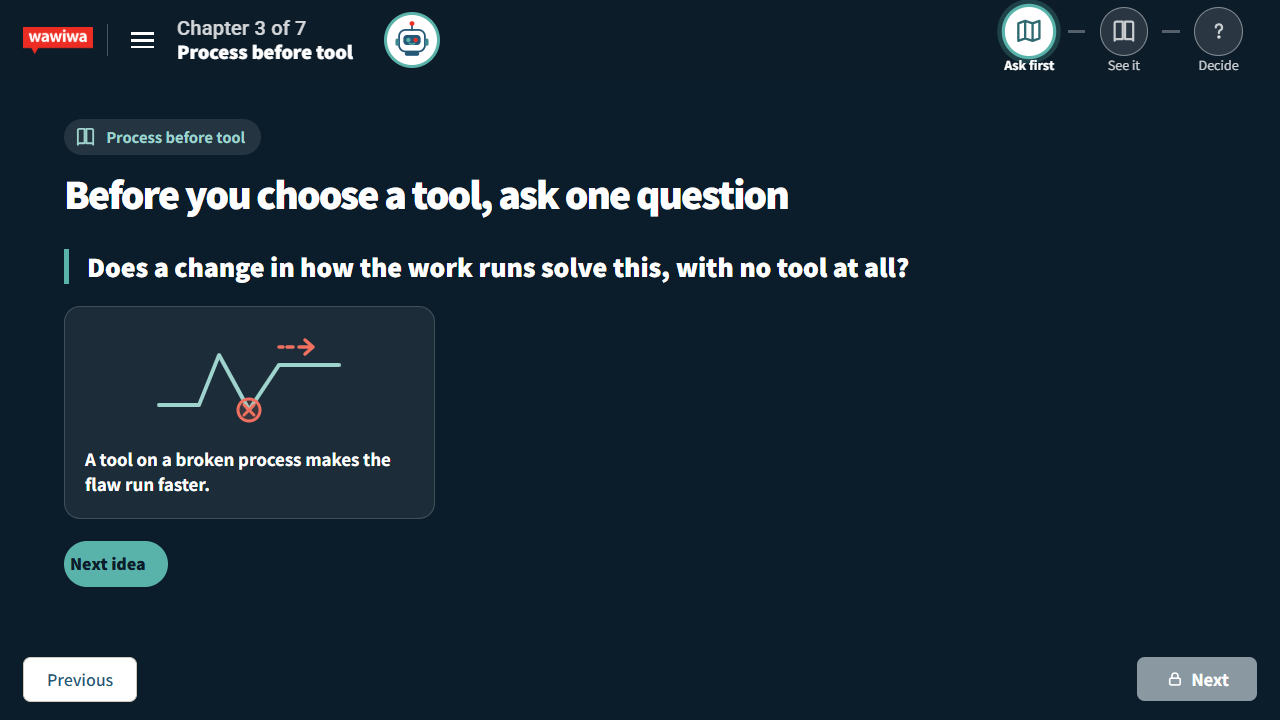 wawiwa
Chapter 3 of 7
Process before tool
Ask first
See it
?
Decide
Process before tool
Before you choose a tool, ask one question
Does a change in how the work runs solve this, with no tool at all?
A tool on a broken process makes the
flaw run faster.
Next idea
Previous
Next